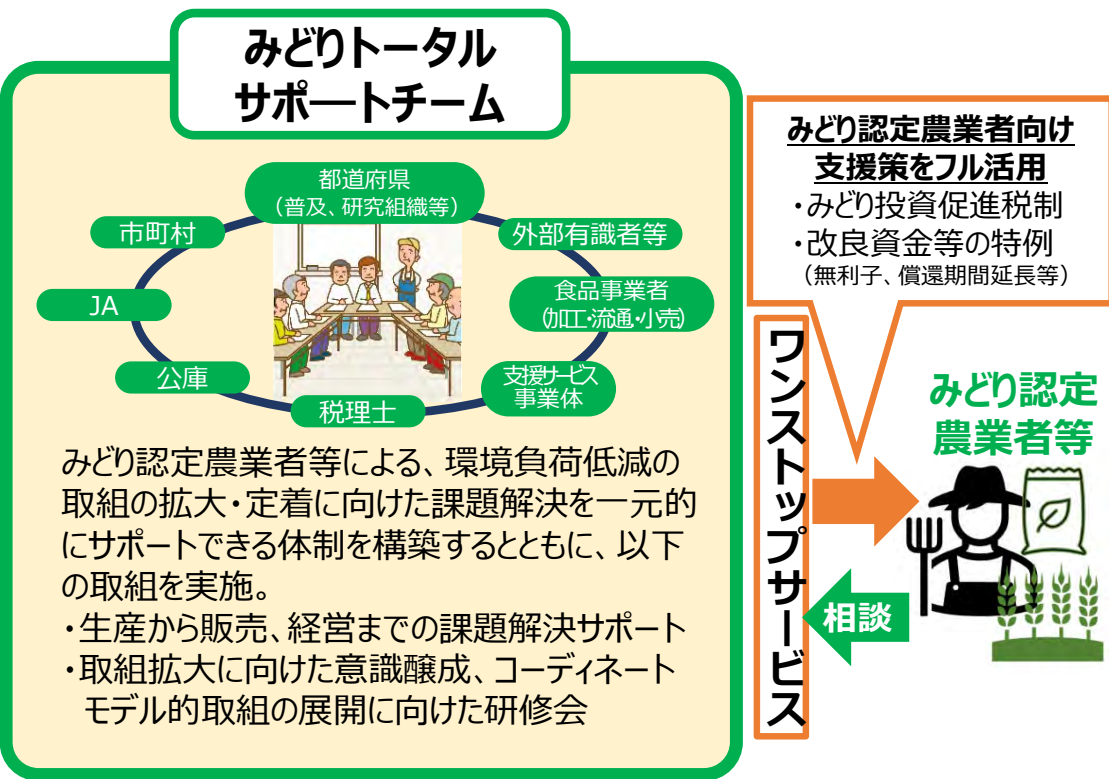 みどりトータル
サポートチーム
都道府県
（普及、研究組織等）
市町村
外部有識者等
JA
食品事業者
（加工・流通・小売）
公庫
支援サービス
事業体
税理士
みどり認定農業者等による、環境負荷低減の
取組の拡大・定着に向けた課題解決を一元的
にサポートできる体制を構築するとともに、以下
の取組を実施。
・生産から販売、経営までの課題解決サポート
・取組拡大に向けた意識醸成、コーディネート
モデル的取組の展開に向けた研修会
みどり認定農業者向け
支援策をフル活用
・みどり投資促進税制
・改良資金等の特例
（無利子、償還期間延長等）
ワンストップサービス
みどり認定
農業者等
相談